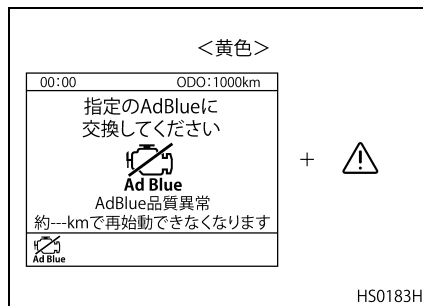 ＜黄色＞
00:00 ODO:1000km
指定のAdBlueに
交換してください
Ad Blue
AdBlue品質異常
約---kmで再始動できなくなります
Ad Blue
+
HS0183H